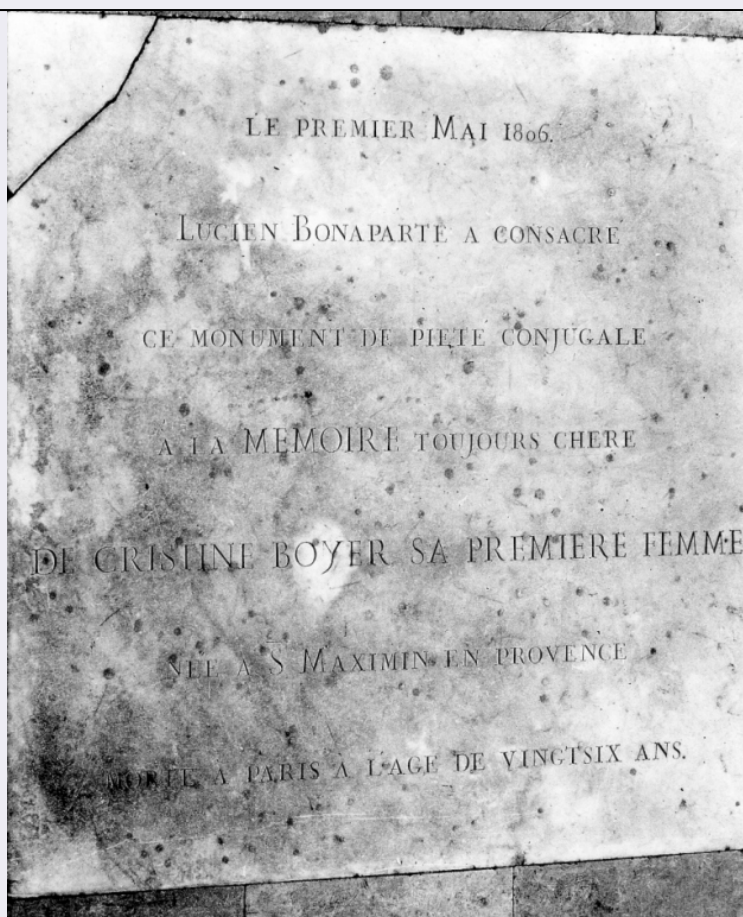 LE PREMIER MAI 1806.
LUCIEN BONAPARTE A CONSACRE
CE MONUMENT DE PIETE CONJUGALE
A LA MEMOIRE TOUJOURS CHERE
DE CRISTINE BOYER SA PREMIERE FEMME
NEE A S MAXIMIN EN PROVENCE
MORTE A PARIS A L'AGE DE VINGTSIX ANS.